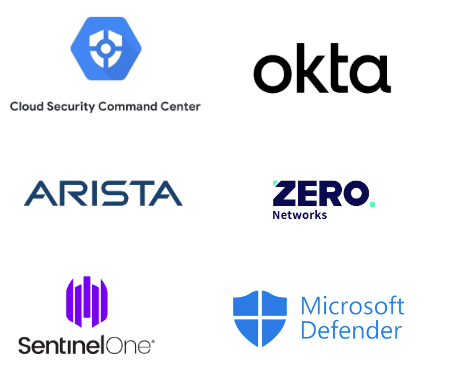 Cloud Security Command Center
okta
ARISTA
ZERO
Networks
SentinelOne®
Microsoft
Defender